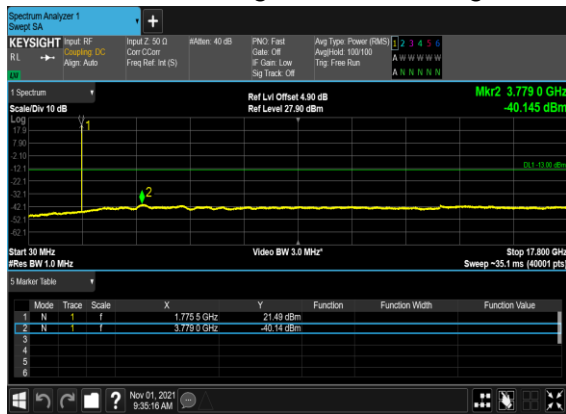 Spectrum Analyzer 1
Swept SA
+
KEYSIGHT Input: RF Input Z: 50 Ω #Atten: 40 dB PNO: Fast Avg Type: Power (RMS) 1 2 3 4 5 6
RL Coupling: DC Corr CCorr Gate: Off Avg|Hold: 100/100 A W W W W W
Align: Auto Freq Ref: Int (S) IF Gain: Low Trig: Free Run
LXI Sig Track: Off A N N N N N
1 Spectrum Ref Lvl Offset 4.90 dB Mkr2 3.779 0 GHz
Scale/Div 10 dB Ref Level 27.90 dBm -40.145 dBm
Log
17.9 1
7.90
-2.10
-12.1 DL1 -13.00 dBm
-22.1
-32.1 2
-42.1
-52.1
-62.1
Start 30 MHz Video BW 3.0 MHz* Stop 17.800 GHz
#Res BW 1.0 MHz Sweep ~35.1 ms (40001 pts)
5 Marker Table
Mode Trace Scale X Y Function Function Width Function Value
1 N 1 f 1.775 5 GHz 21.49 dBm
2 N 1 f 3.779 0 GHz -40.14 dBm
3
4
5
6
? Nov 01, 2021
9:35:16 AM